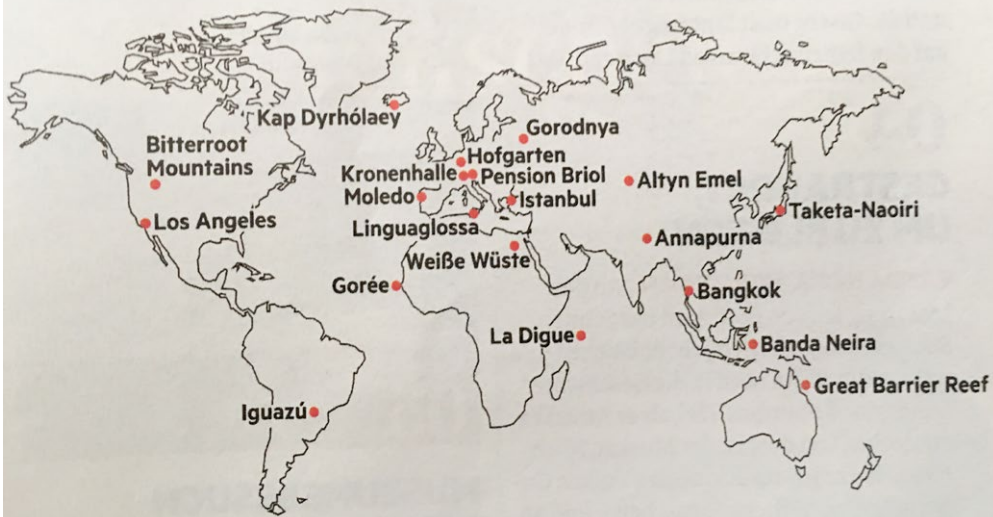 Kap Dyrhólaey
Gorodnya
Bitterroot
Mountains
Hofgarten
Kronenhalle
Pension Briol
Altyn Emel
Moledo
Istanbul
Taketa-Naoiri
Los Angeles
Linguaglossa
Annapurna
Weiße Wüste
Gorée
Bangkok
La Digue
Banda Neira
Great Barrier Reef
Iguazú